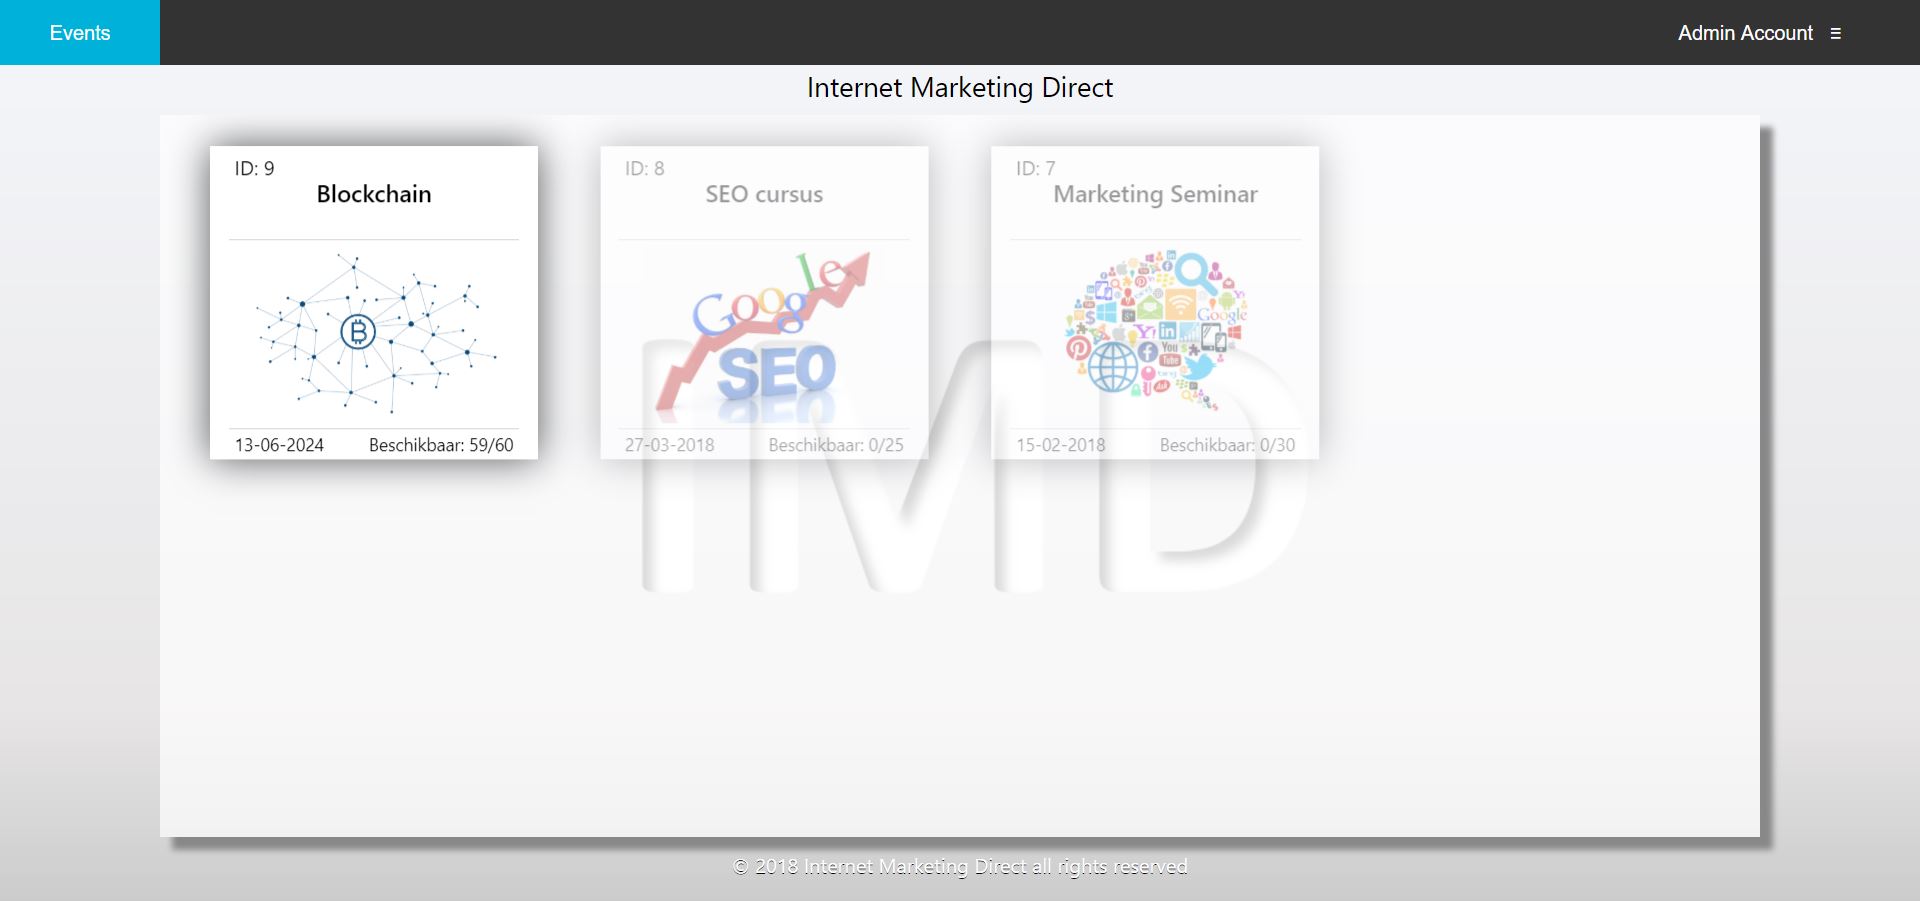 Events
Admin Account ≡
Internet Marketing Direct
ID: 9
Blockchain
13-06-2024 Beschikbaar: 59/60
ID: 8
SEO cursus
Google
SEO
27-03-2018 Beschikbaar: 0/25
ID: 7
Marketing Seminar
Google
You
Tube
15-02-2018 Beschikbaar: 0/30
IMD
© 2018 Internet Marketing Direct all rights reserved